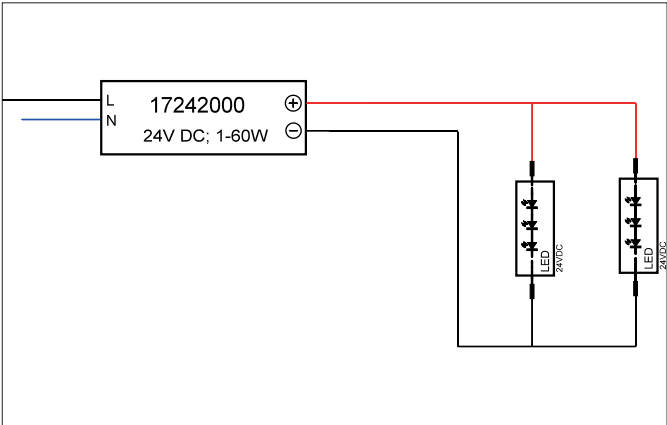 L
17242000
+
N
24V DC; 1-60W
−
LED
24VDC
LED
24VDC